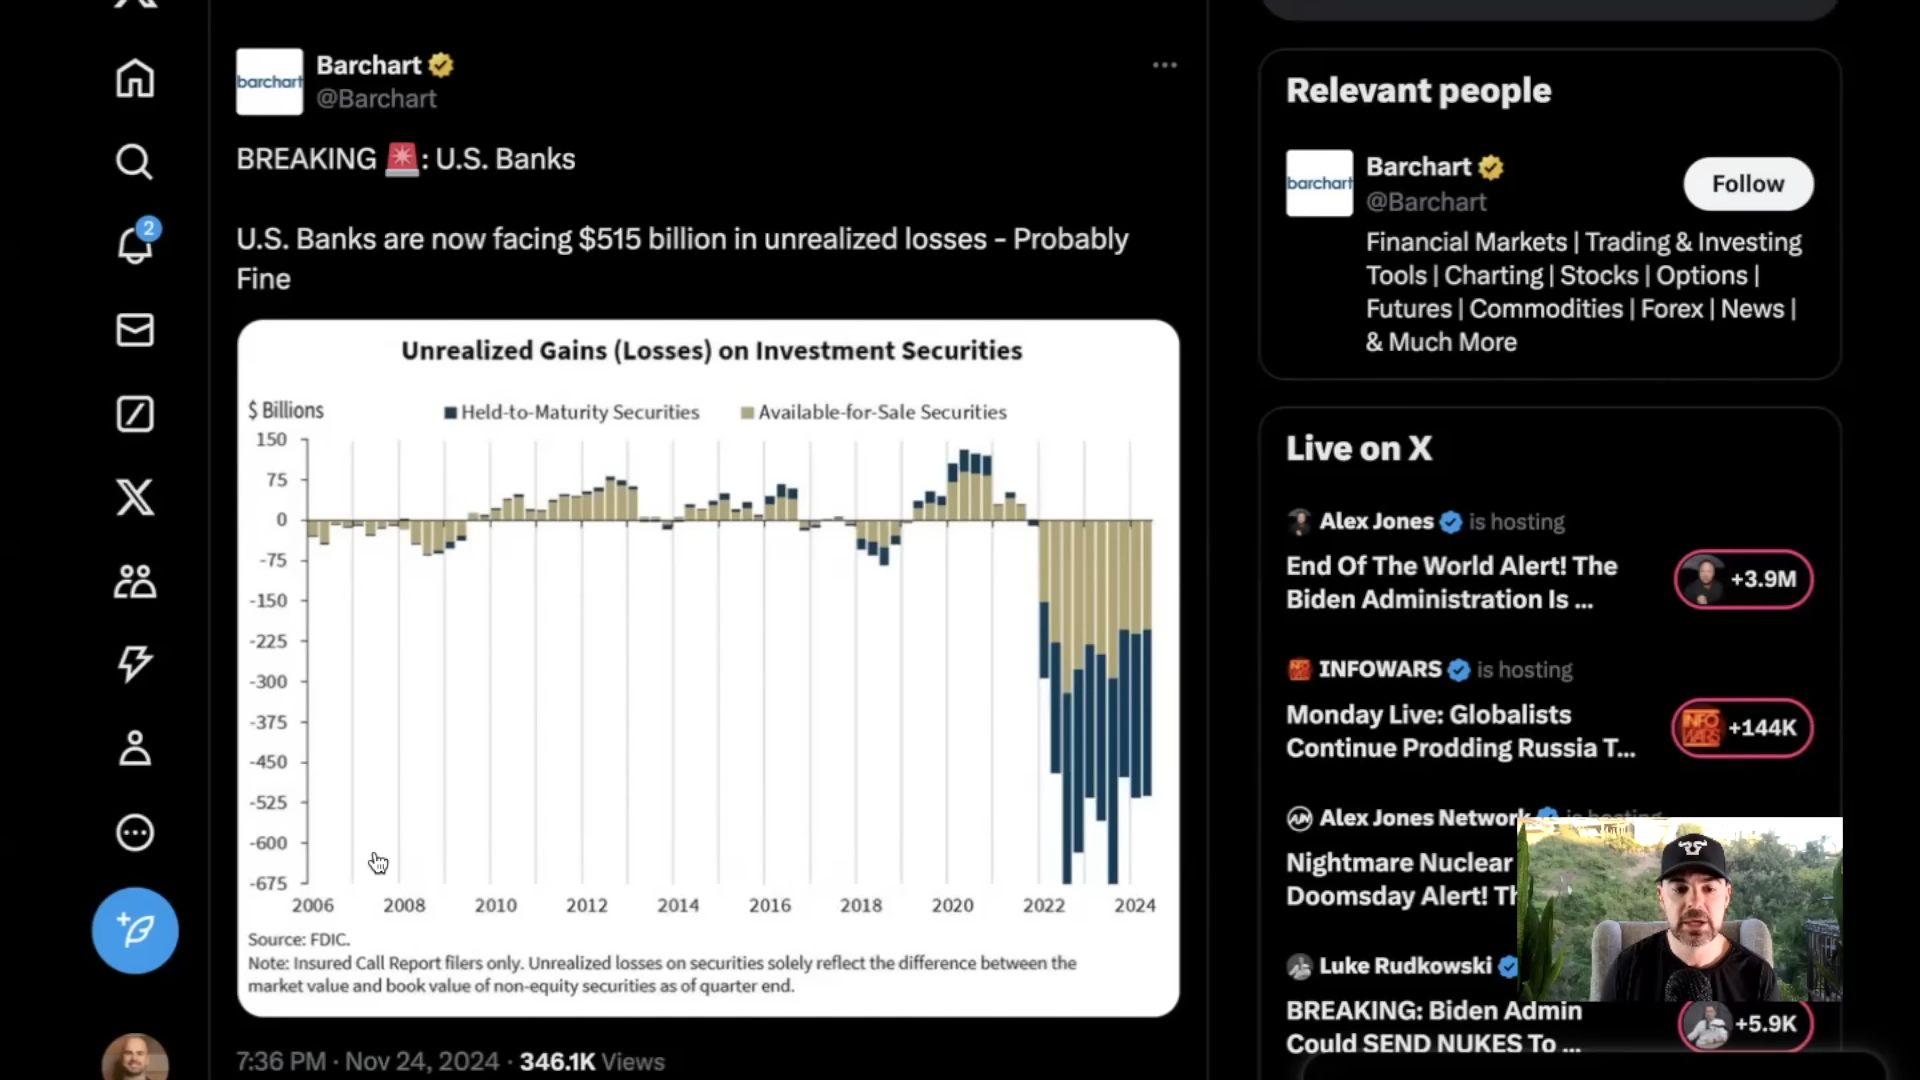 barchart
Barchart
@Barchart
BREAKING 🚨: U.S. Banks
U.S. Banks are now facing $515 billion in unrealized losses - Probably
Fine
Unrealized Gains (Losses) on Investment Securities
$ Billions
Held-to-Maturity Securities
Available-for-Sale Securities
150
75
0
-75
-150
-225
-300
-375
-450
-525
-600
-675
2006 2008 2010 2012 2014 2016 2018 2020 2022 2024
Source: FDIC.
Note: Insured Call Report filers only. Unrealized losses on securities solely reflect the difference between the
market value and book value of non-equity securities as of quarter end.
7:36 PM · Nov 24, 2024 · 346.1K Views
2
Relevant people
barchart
Barchart
@Barchart
Follow
Financial Markets | Trading & Investing
Tools | Charting | Stocks | Options |
Futures | Commodities | Forex | News |
& Much More
Live on X
Alex Jones is hosting
End Of The World Alert! The
Biden Administration Is ...
+3.9M
INFOWARS is hosting
Monday Live: Globalists
Continue Prodding Russia T...
INFO
WARS
+144K
Alex Jones Network is hosting
Nightmare Nuclear
Doomsday Alert! Th
Luke Rudkowski
BREAKING: Biden Admin
Could SEND NUKES To ...
+5.9K